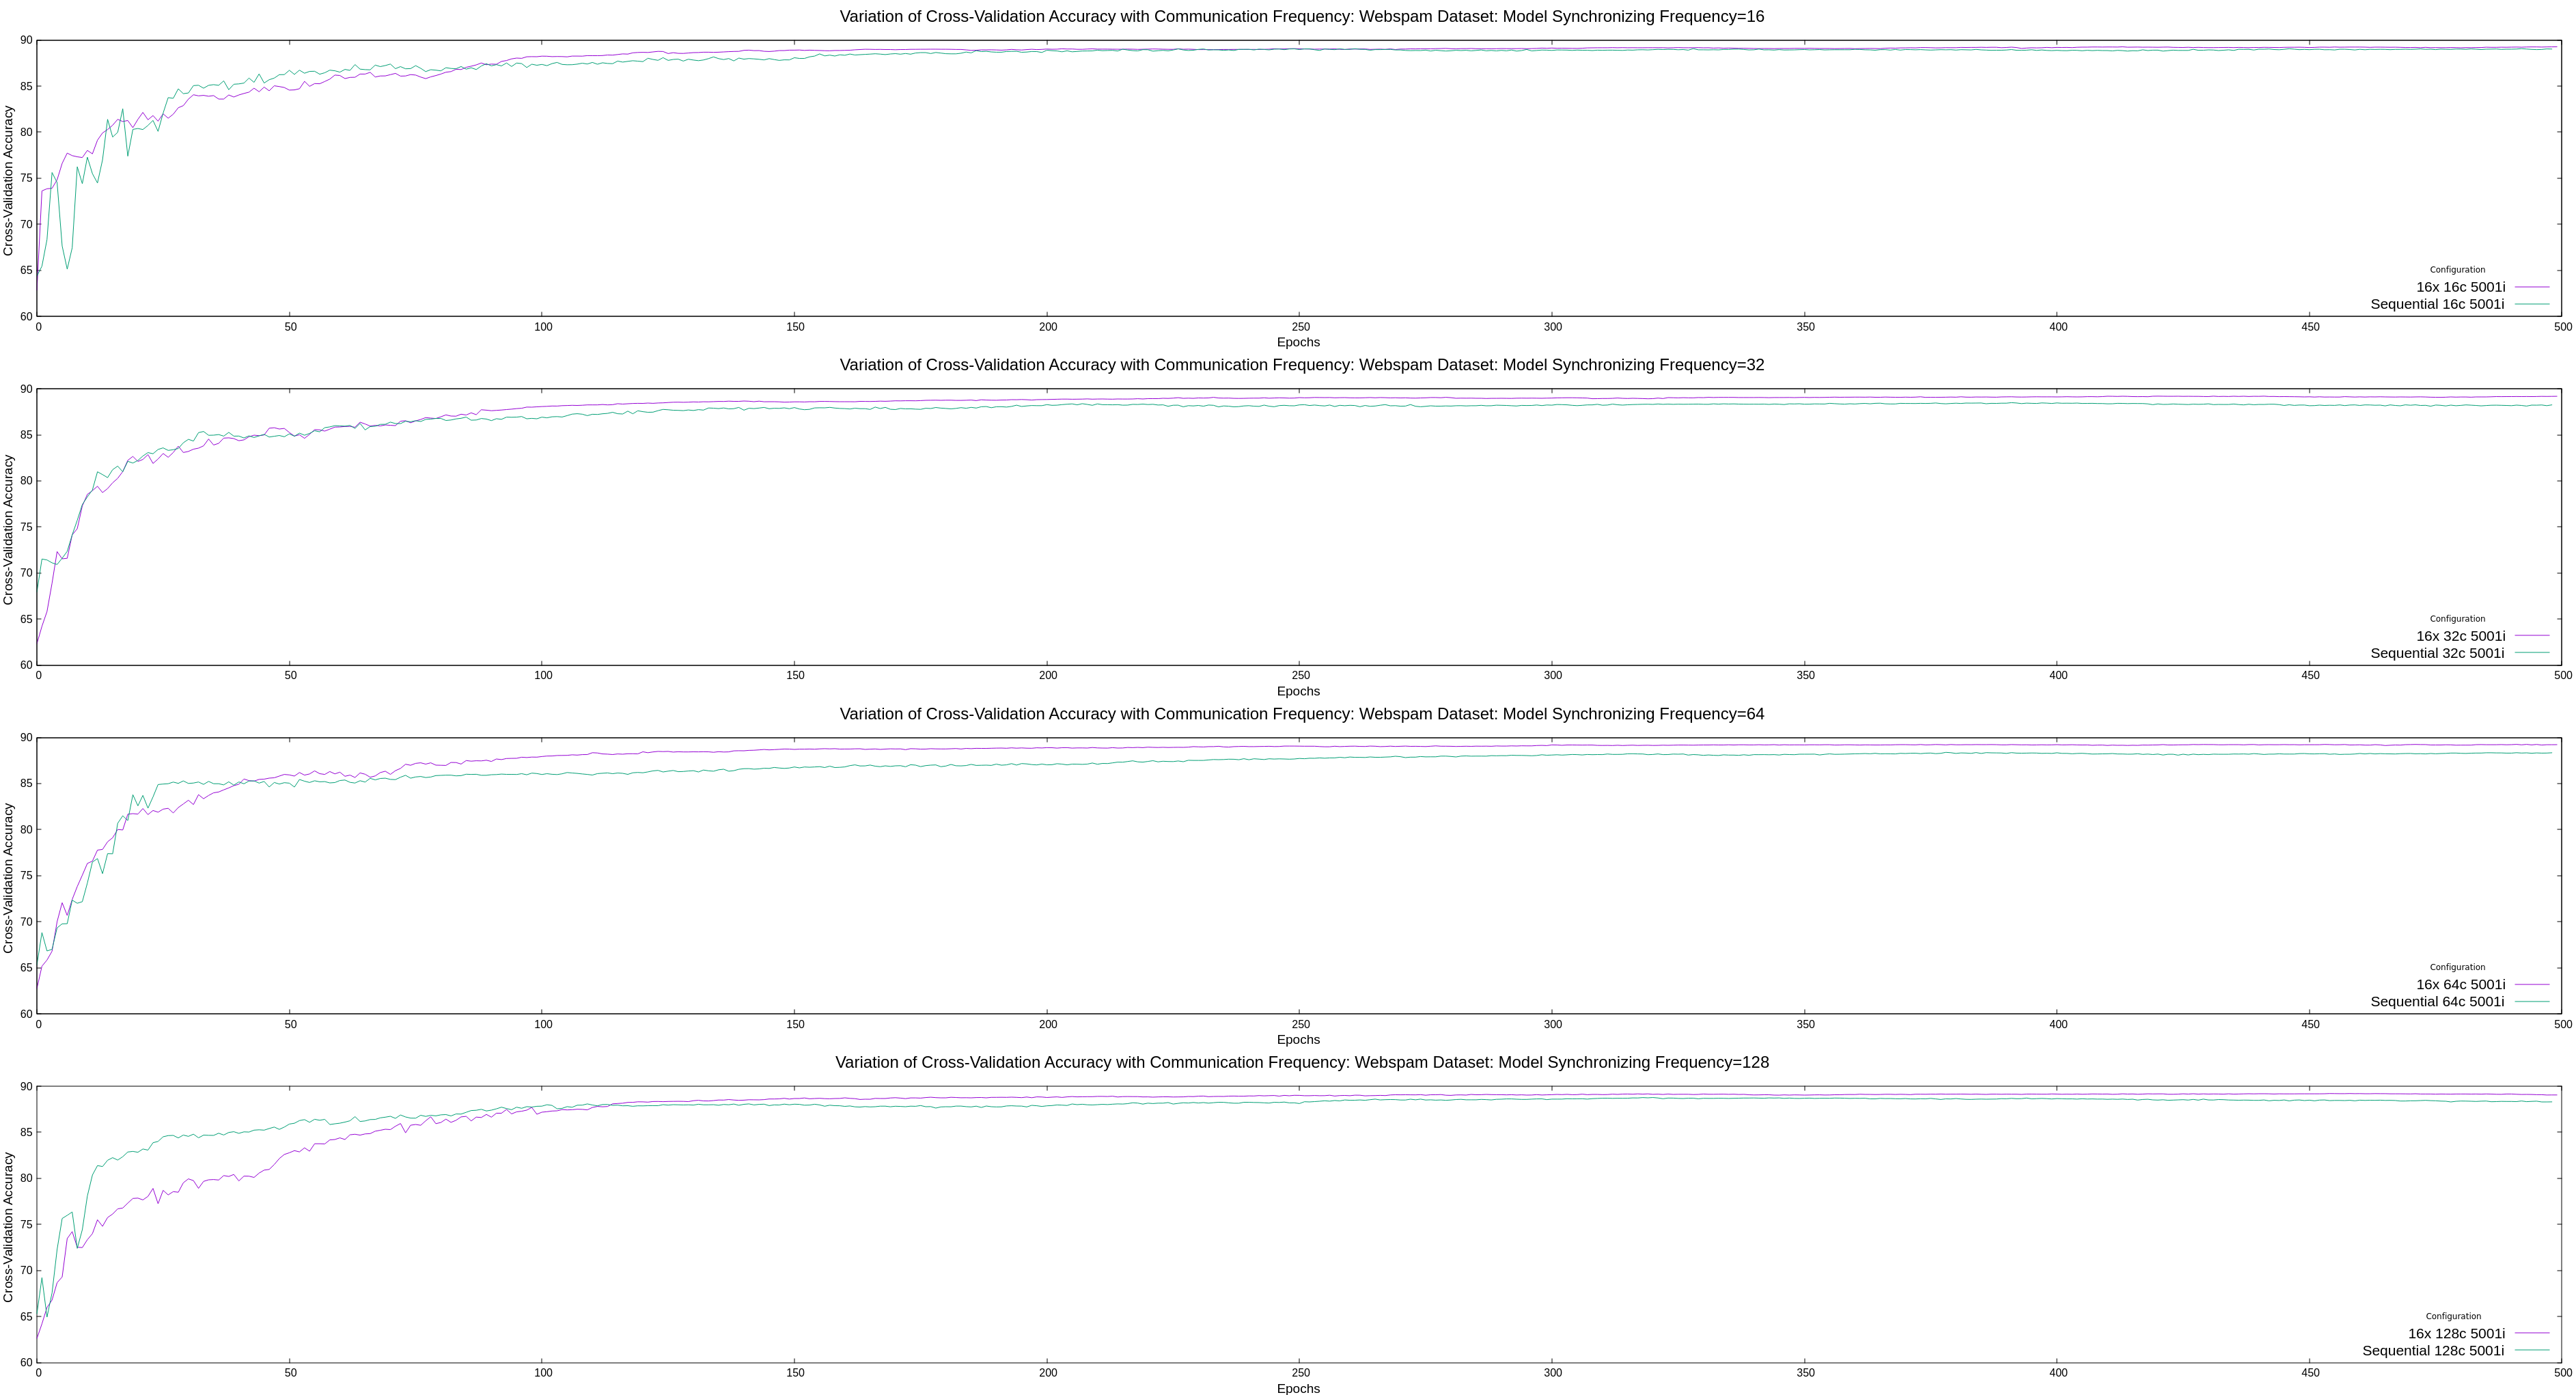 Variation of Cross-Validation Accuracy with Communication Frequency: Webspam Dataset: Model Synchronizing Frequency=16
Cross-Validation Accuracy
90
85
80
75
70
65
60
Configuration
16x 16c 5001i
Sequential 16c 5001i
0 50 100 150 200 250 300 350 400 450 500
Epochs
Variation of Cross-Validation Accuracy with Communication Frequency: Webspam Dataset: Model Synchronizing Frequency=32
Cross-Validation Accuracy
90
85
80
75
70
65
60
Configuration
16x 32c 5001i
Sequential 32c 5001i
0 50 100 150 200 250 300 350 400 450 500
Epochs
Variation of Cross-Validation Accuracy with Communication Frequency: Webspam Dataset: Model Synchronizing Frequency=64
Cross-Validation Accuracy
90
85
80
75
70
65
60
Configuration
16x 64c 5001i
Sequential 64c 5001i
0 50 100 150 200 250 300 350 400 450 500
Epochs
Variation of Cross-Validation Accuracy with Communication Frequency: Webspam Dataset: Model Synchronizing Frequency=128
Cross-Validation Accuracy
90
85
80
75
70
65
60
Configuration
16x 128c 5001i
Sequential 128c 5001i
0 50 100 150 200 250 300 350 400 450 500
Epochs